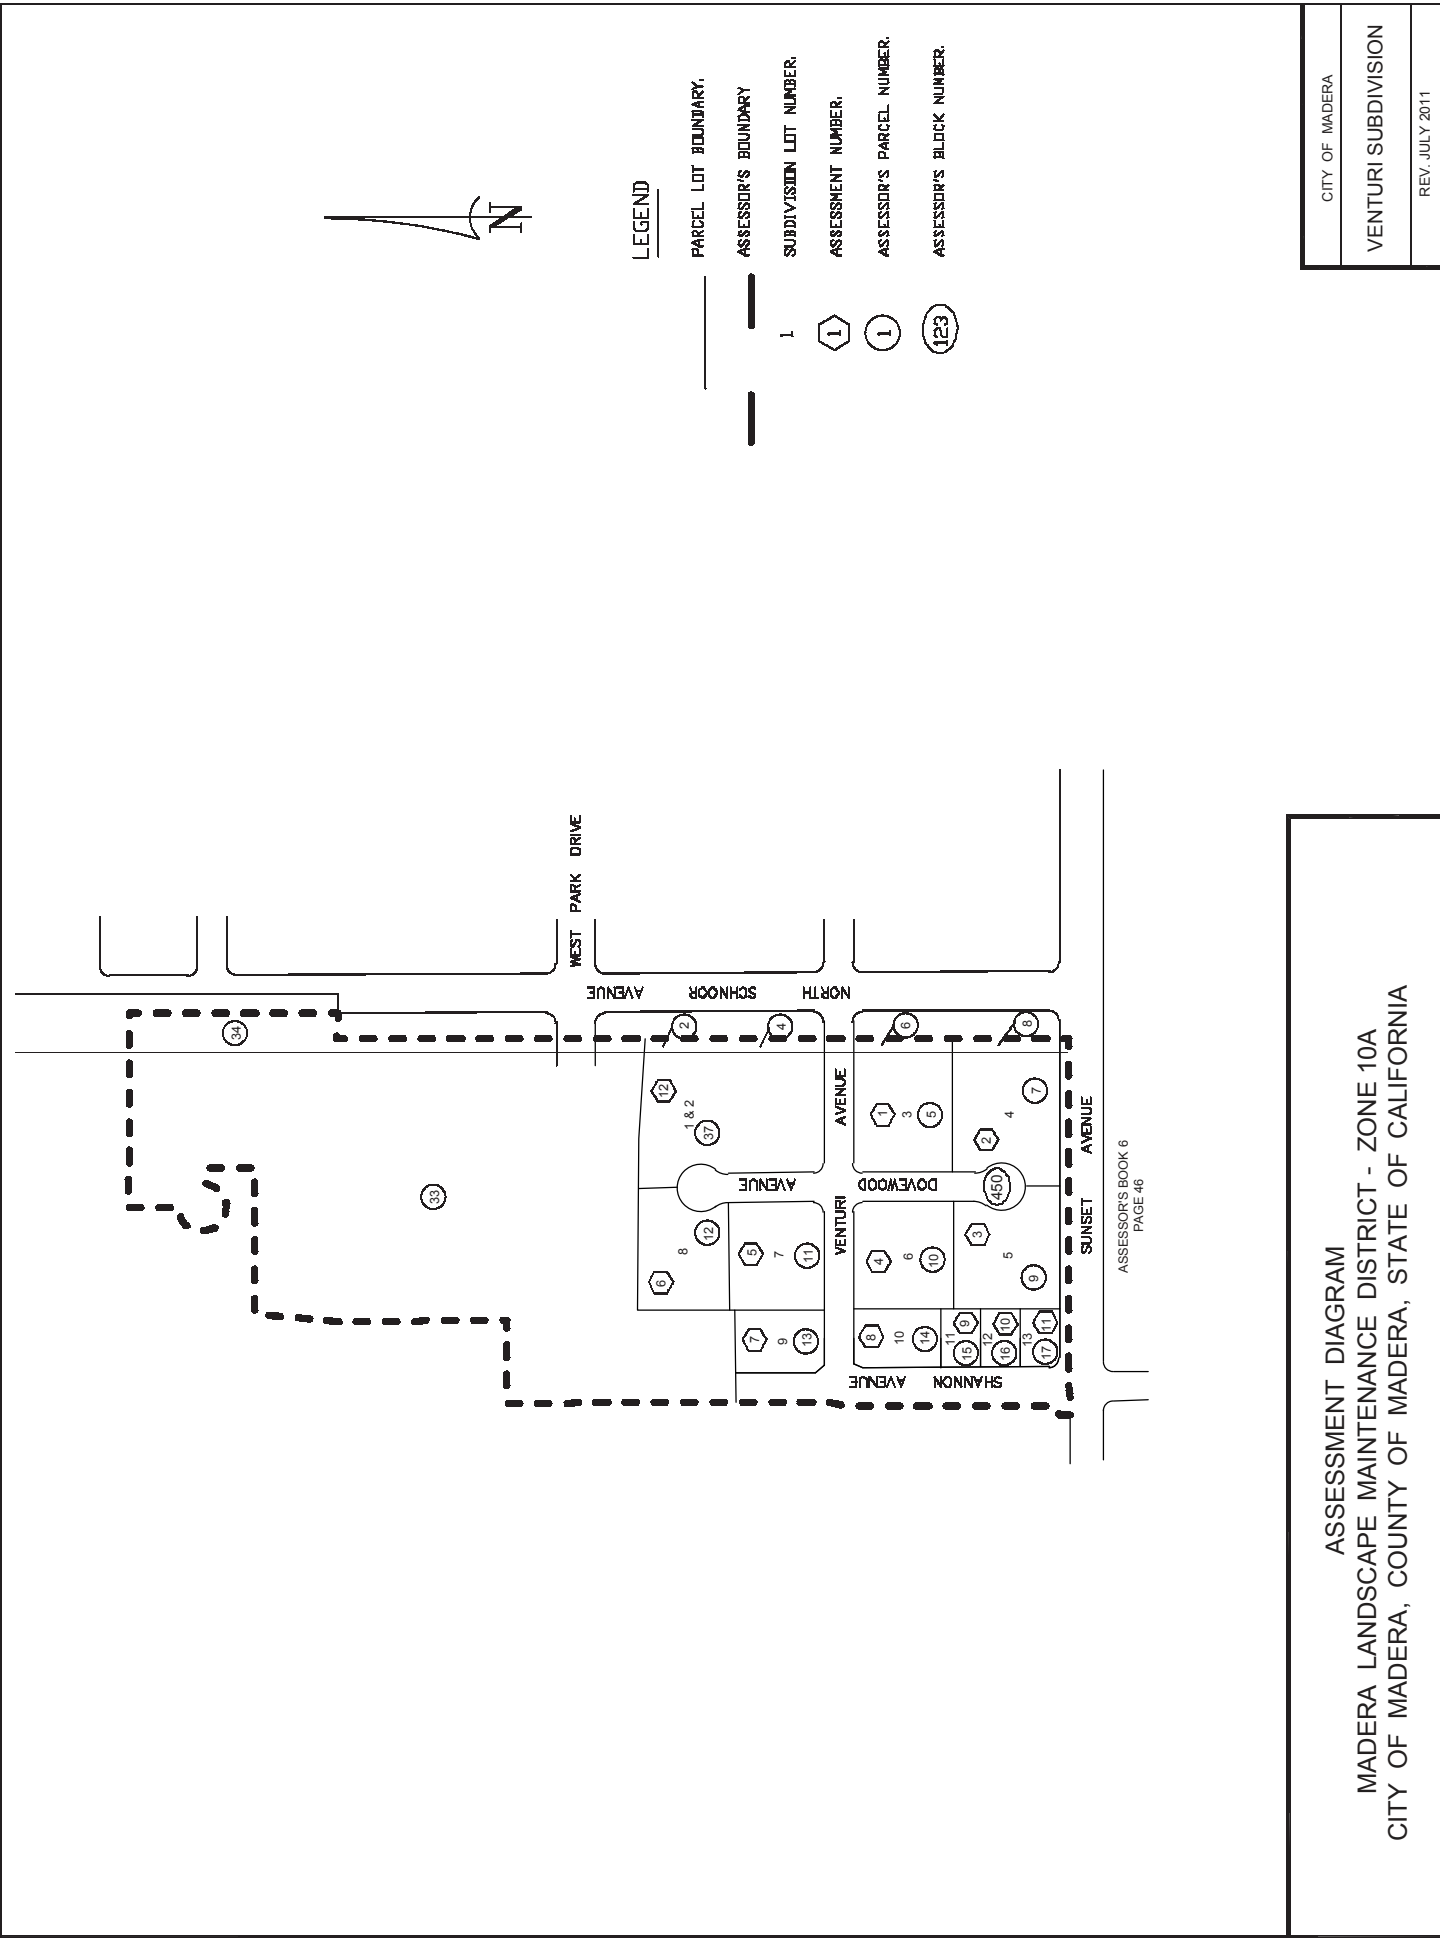 LEGEND
PARCEL LOT BOUNDARY.
ASSESSOR'S BOUNDARY
1 SUBDIVISION LOT NUMBER.
1 ASSESSMENT NUMBER.
1 ASSESSOR'S PARCEL NUMBER.
123 ASSESSOR'S BLOCK NUMBER.
N
34
33
WEST PARK DRIVE
NORTH SCHNOOR AVENUE
2
4
6
8
12
1 & 2
37
6
8
12
5
7
11
7
9
13
DOVEWOOD AVENUE
VENTURI AVENUE
1
3
5
2
4
7
450
4
6
10
3
5
9
8
10
14
9
11
15
10
12
16
11
13
17
SHANNON AVENUE
SUNSET AVENUE
ASSESSOR'S BOOK 6
PAGE 46
ASSESSMENT DIAGRAM
MADERA LANDSCAPE MAINTENANCE DISTRICT - ZONE 10A
CITY OF MADERA, COUNTY OF MADERA, STATE OF CALIFORNIA
CITY OF MADERA
VENTURI SUBDIVISION
REV. JULY 2011